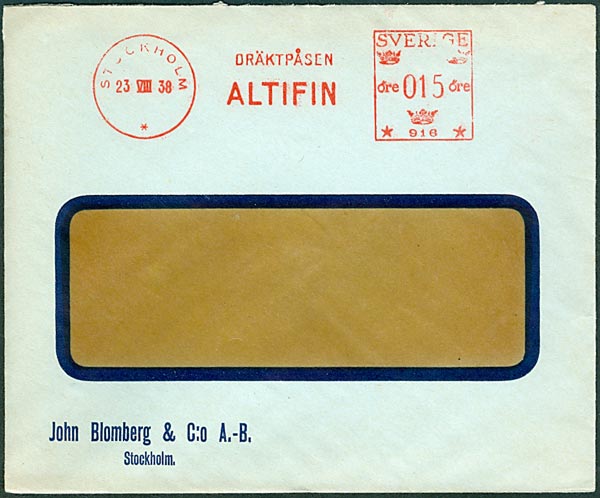 STOCKHOLM
23 VIII 38
*
DRÄKTPÅSEN
ALTIFIN
SVERIGE
öre 015 öre
★ 916 ★
John Blomberg & C:o A.-B.
Stockholm.